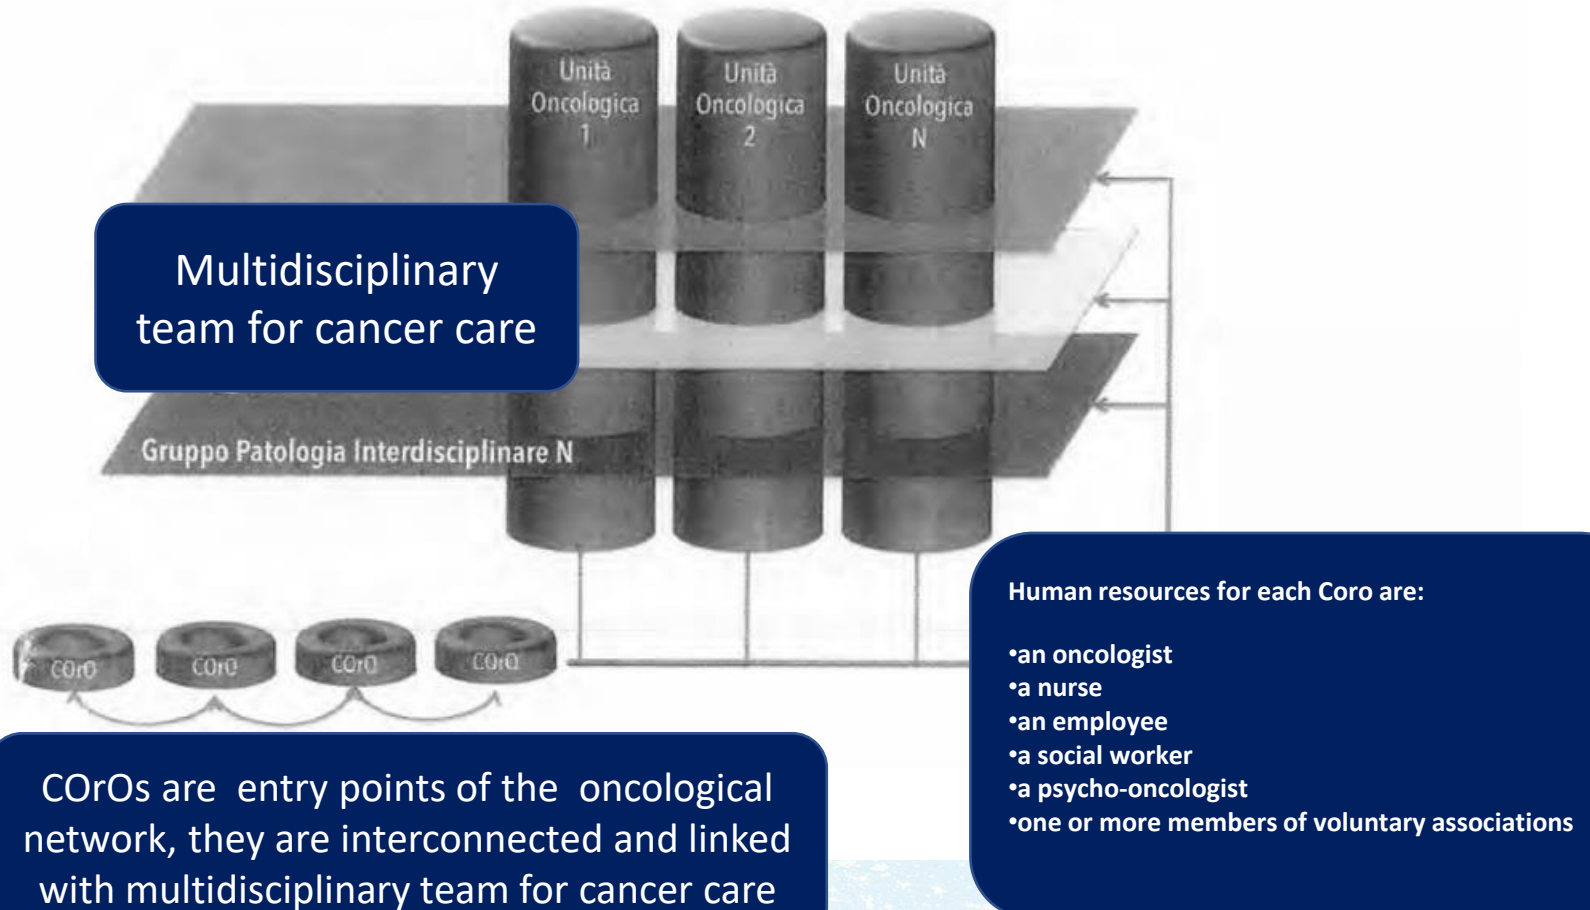 Unità
Oncologica
1
Unità
Oncologica
2
Unità
Oncologica
N
Multidisciplinary
team for cancer care
Gruppo Patologia Interdisciplinare N
COrO
COrO
COrO
COrO
Human resources for each Coro are:
•an oncologist
•a nurse
•an employee
•a social worker
•a psycho-oncologist
•one or more members of voluntary associations
COrOs are entry points of the oncological
network, they are interconnected and linked
with multidisciplinary team for cancer care